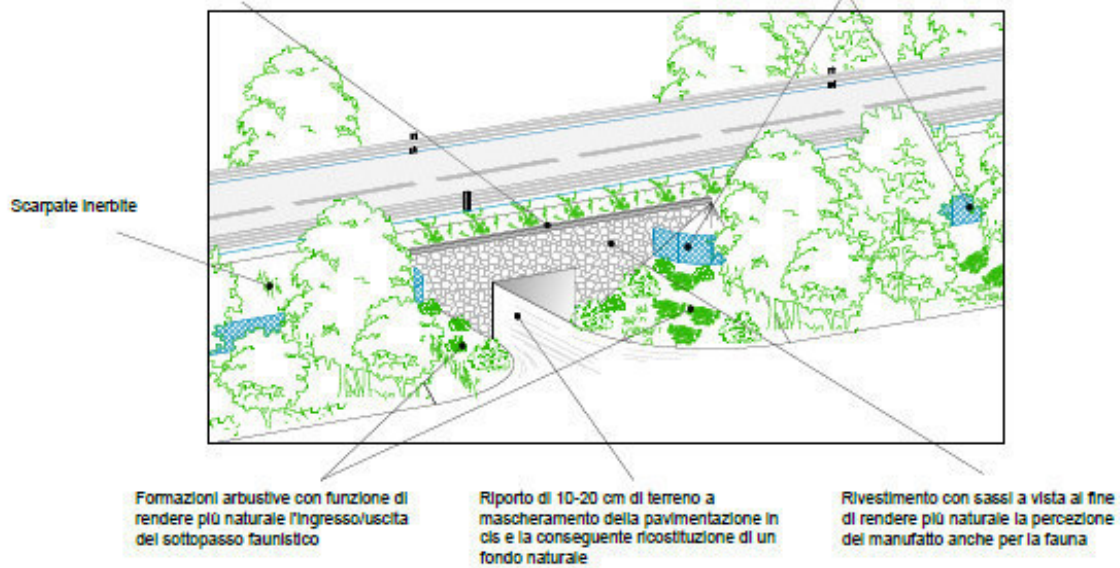 Scarpate inerbite
Formazioni arbustive con funzione di
rendere più naturale l'ingresso/uscita
del sottopasso faunistico
Riporto di 10-20 cm di terreno a
mascheramento della pavimentazione in
cls e la conseguente ricostituzione di un
fondo naturale
Rivestimento con sassi a vista al fine
di rendere più naturale la percezione
del manufatto anche per la fauna